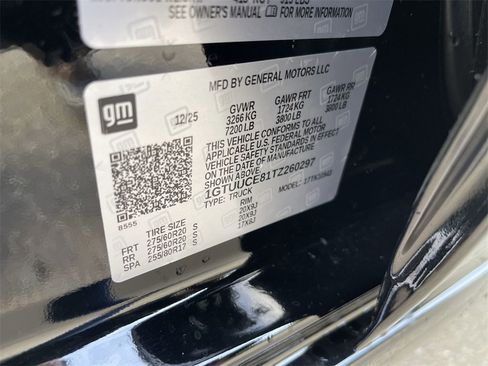 SEE OWNER'S MANUAL FOR MORE INFORMATION
MFD BY GENERAL MOTORS LLC
gm
12/25 GVWR GAWR FRT GAWR RR
3266 KG 1724 KG 1724 KG
7200 LB 3800 LB 3800 LB
THIS VEHICLE CONFORMS TO ALL
APPLICABLE U.S. FEDERAL MOTOR
VEHICLE SAFETY STANDARDS
IN EFFECT ON THE
DATE OF MANUFACTURE SHOWN ABOVE
1GTUUCE81TZ260297
TYPE: TRUCK MODEL:
8555
TIRE SIZE RIM
FRT 275/60R20 S 20X9J
RR 275/60R20 S 20X9J
SPA 255/80R17 S 17X8J